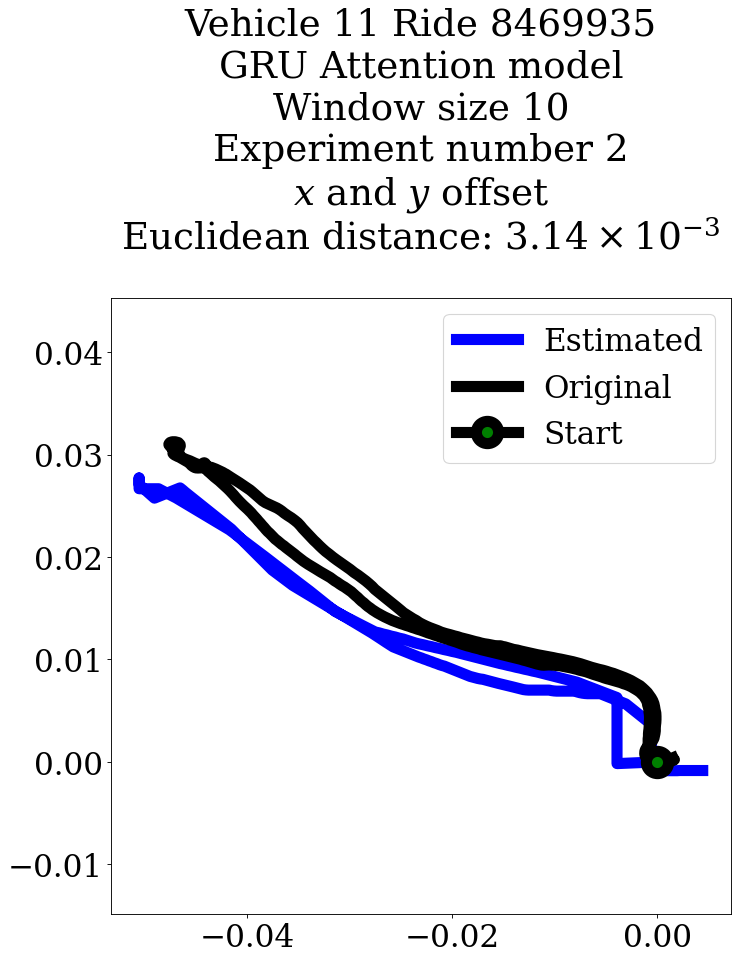 Vehicle 11 Ride 8469935
GRU Attention model
Window size 10
Experiment number 2
x and y offset
Euclidean distance: 3.14 × 10⁻³
Estimated
Original
Start
0.04
0.03
0.02
0.01
0.00
−0.01
−0.04
−0.02
0.00